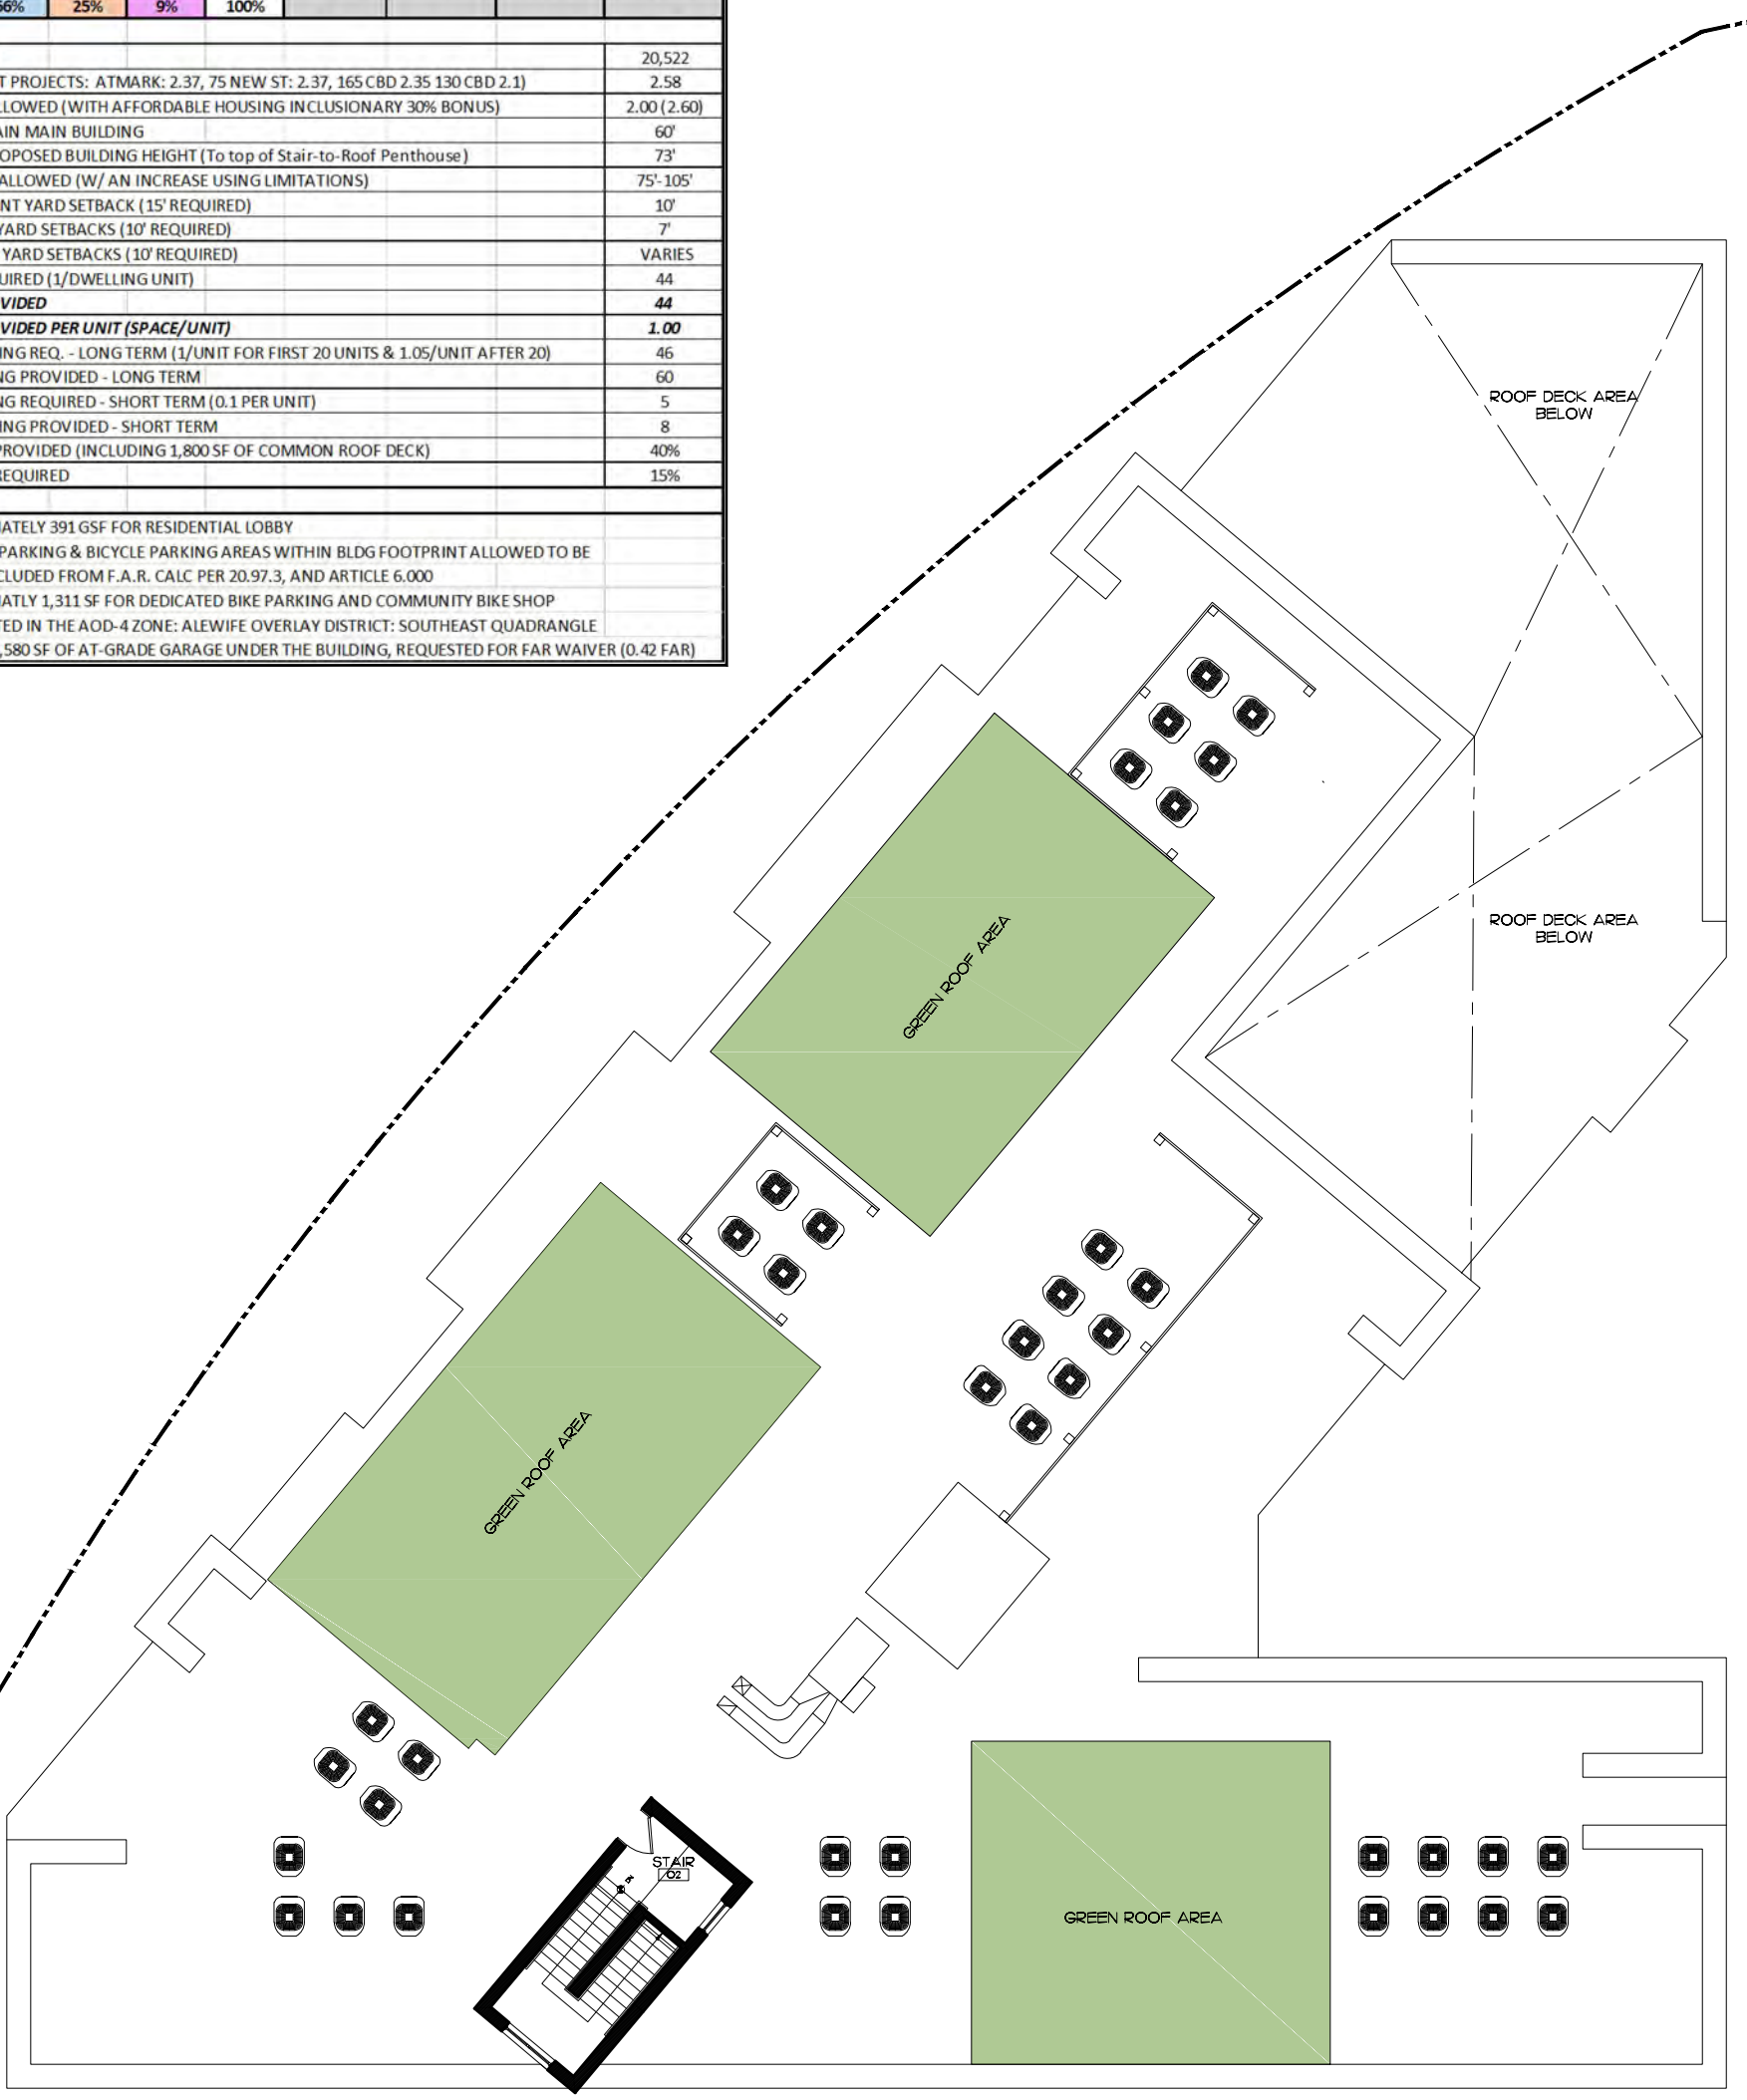 66% 25% 9% 100%
20,522
T PROJECTS: ATMARK: 2.37, 75 NEW ST: 2.37, 165 CBD 2.35 130 CBD 2.1) 2.58
LLOWED (WITH AFFORDABLE HOUSING INCLUSIONARY 30% BONUS) 2.00 (2.60)
AIN MAIN BUILDING 60'
OPOSED BUILDING HEIGHT (To top of Stair-to-Roof Penthouse) 73'
ALLOWED (W/ AN INCREASE USING LIMITATIONS) 75'-105'
NT YARD SETBACK (15' REQUIRED) 10'
YARD SETBACKS (10' REQUIRED) 7'
YARD SETBACKS (10' REQUIRED) VARIES
UIRED (1/DWELLING UNIT) 44
VIDED 44
VIDED PER UNIT (SPACE/UNIT) 1.00
ING REQ. - LONG TERM (1/UNIT FOR FIRST 20 UNITS & 1.05/UNIT AFTER 20) 46
NG PROVIDED - LONG TERM 60
NG REQUIRED - SHORT TERM (0.1 PER UNIT) 5
ING PROVIDED - SHORT TERM 8
PROVIDED (INCLUDING 1,800 SF OF COMMON ROOF DECK) 40%
REQUIRED 15%
IATELY 391 GSF FOR RESIDENTIAL LOBBY
PARKING & BICYCLE PARKING AREAS WITHIN BLDG FOOTPRINT ALLOWED TO BE
CLUDED FROM F.A.R. CALC PER 20.97.3, AND ARTICLE 6.000
IATLY 1,311 SF FOR DEDICATED BIKE PARKING AND COMMUNITY BIKE SHOP
TED IN THE AOD-4 ZONE: ALEWIFE OVERLAY DISTRICT: SOUTHEAST QUADRANGLE
,580 SF OF AT-GRADE GARAGE UNDER THE BUILDING, REQUESTED FOR FAR WAIVER (0.42 FAR)
ROOF DECK AREA
BELOW
ROOF DECK AREA
BELOW
GREEN ROOF AREA
GREEN ROOF AREA
STAIR
02
DN
GREEN ROOF AREA